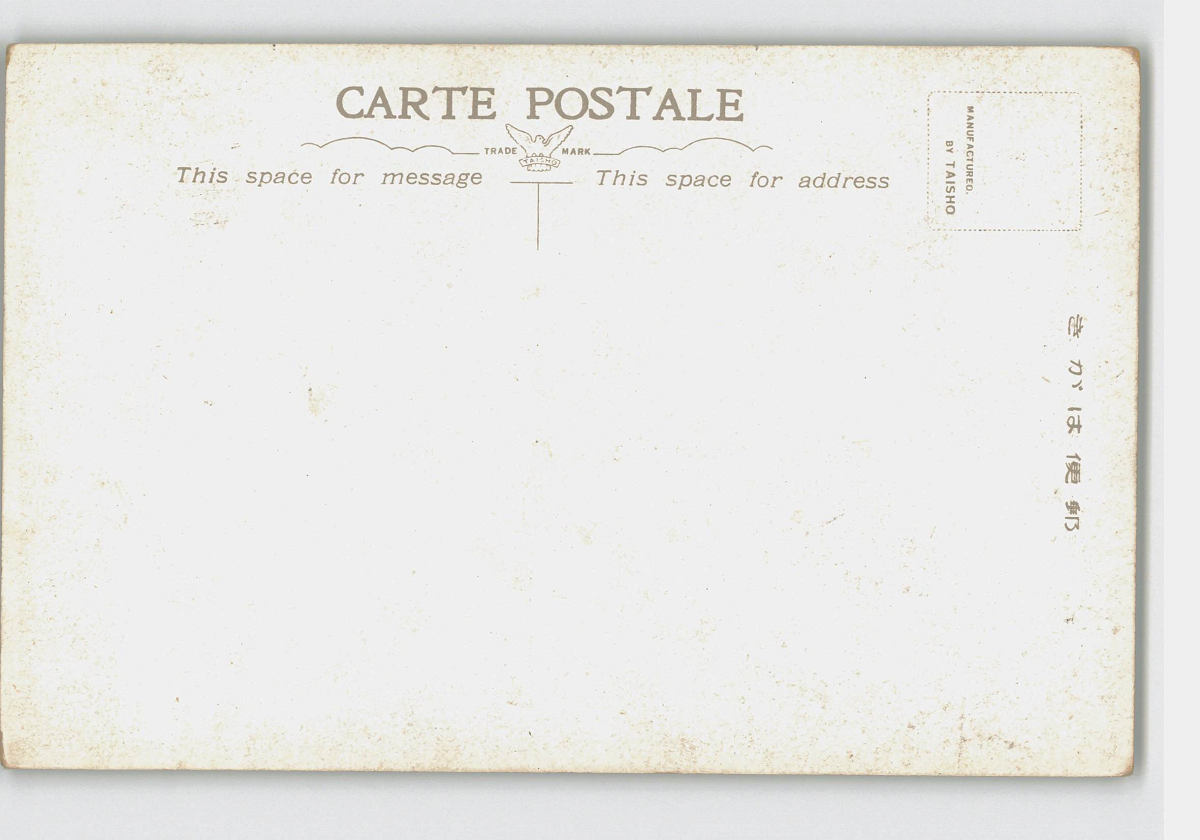 CARTE POSTALE
TRADE MARK
TAISHO
This space for message
This space for address
MANUFACTURED.
BY TAISHO
郵便はがき